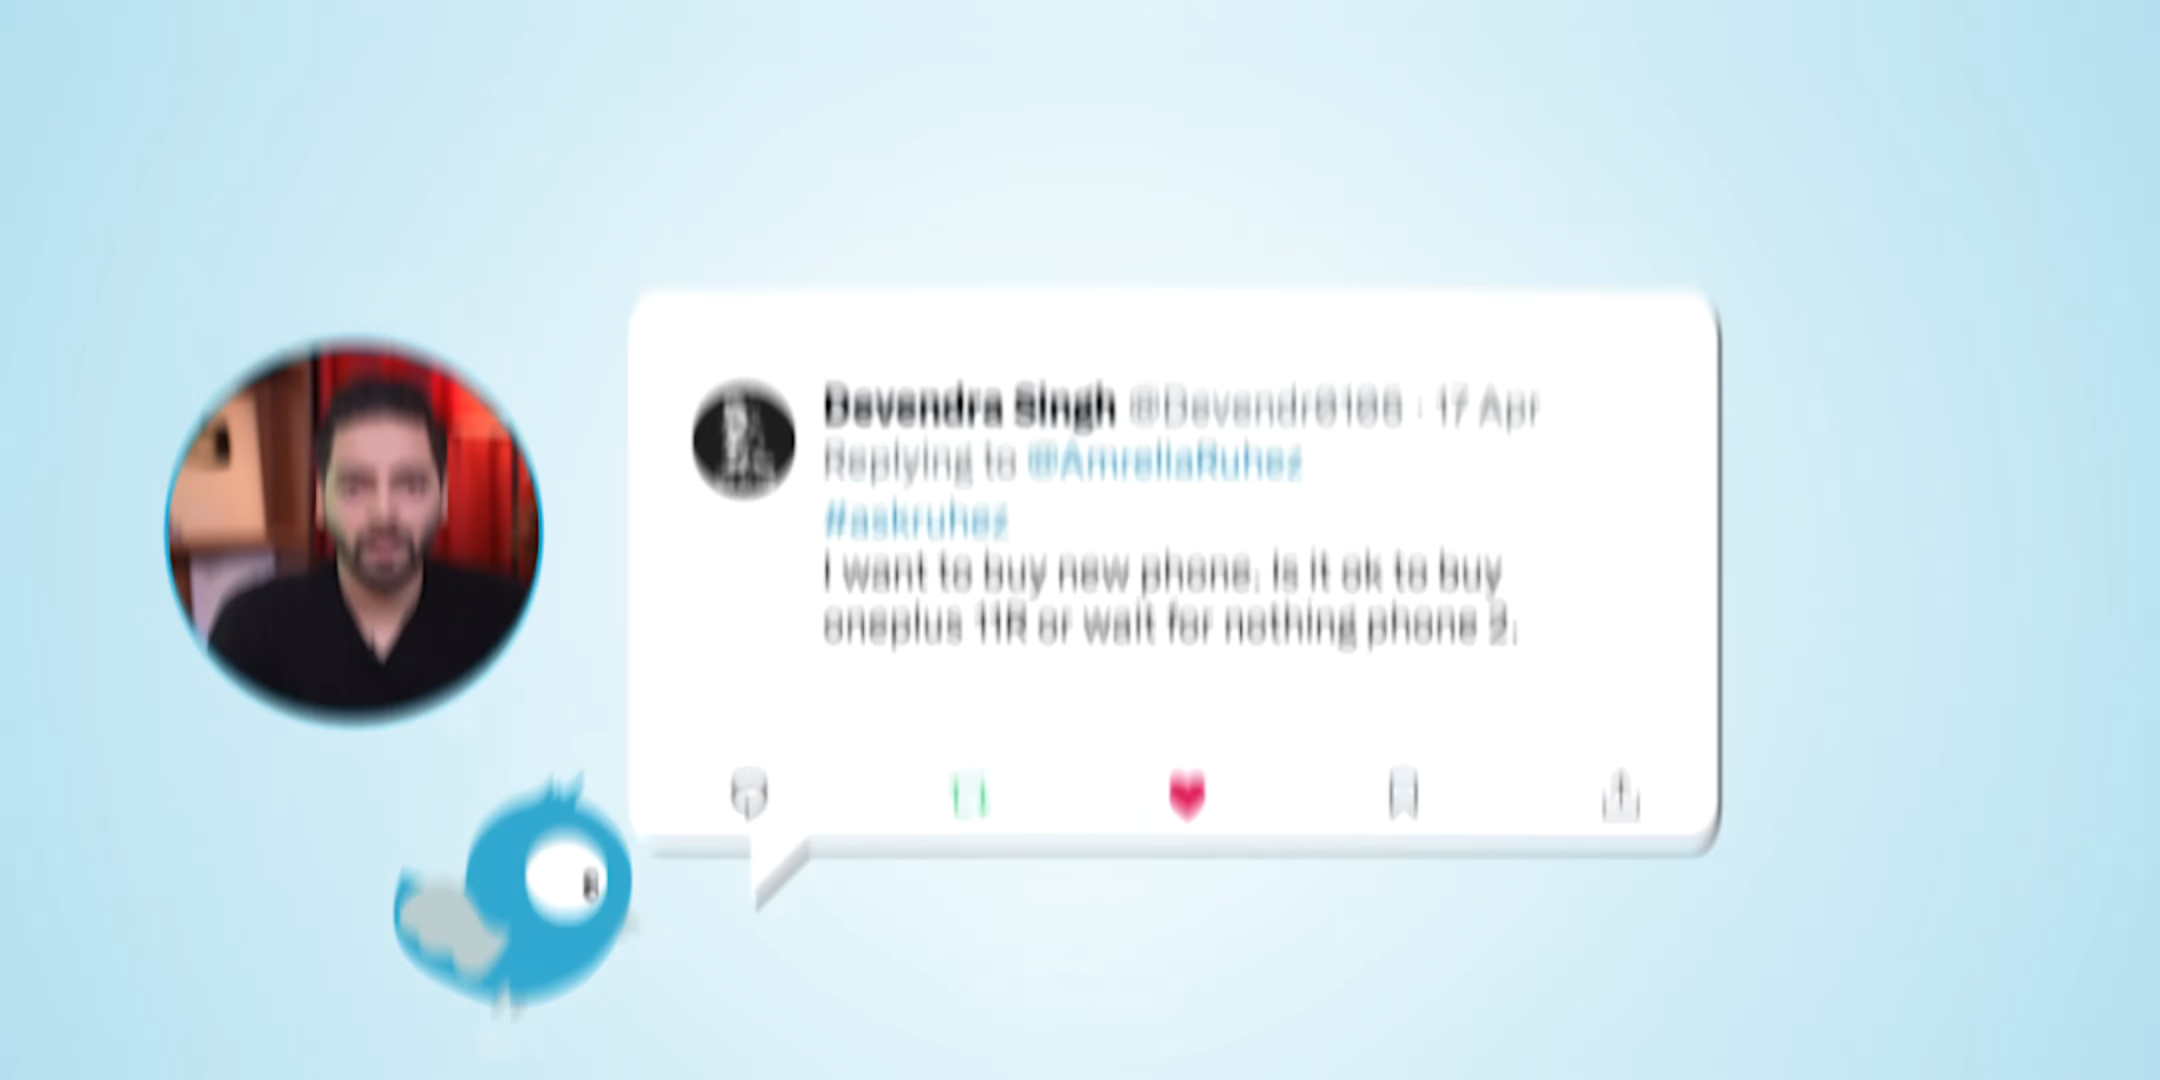 Devendra Singh @Devendr0108 · 17 Apr
Replying to @AmreliaRuhez
#askruhez
I want to buy new phone. Is it ok to buy
oneplus 11R or wait for nothing phone 2.